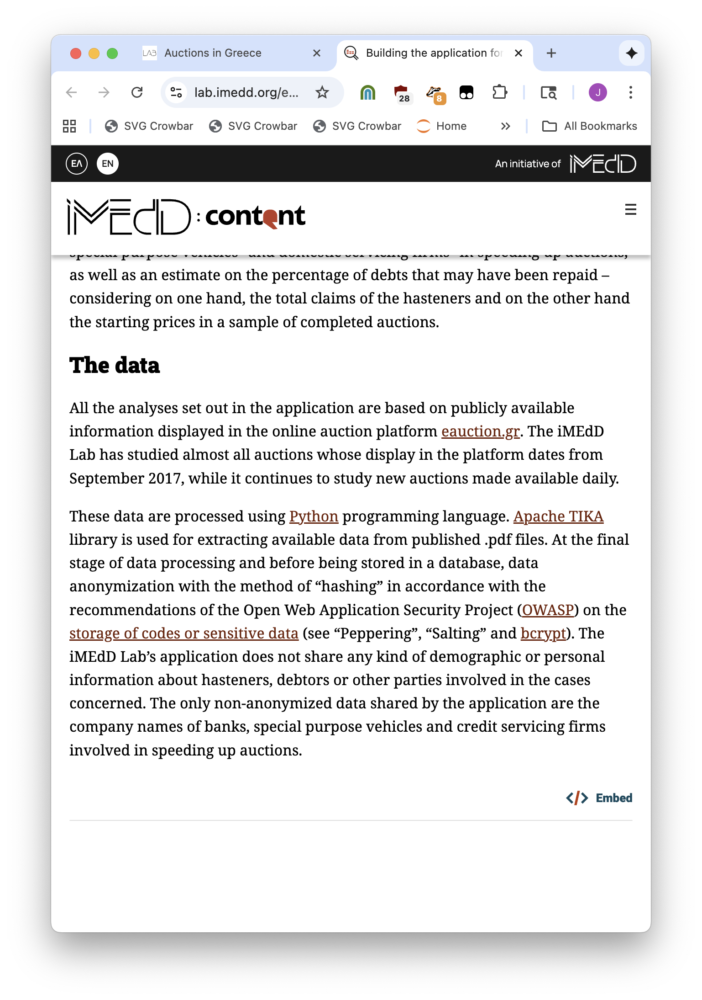 LAB Auctions in Greece
Building the application for
lab.imedd.org/e...
28
8
J
SVG Crowbar
SVG Crowbar
SVG Crowbar
Home
All Bookmarks
ΕΛ
EN
An initiative of iMEdD
iMEdD : content
special purpose vehicles– and domestic servicing firms– in speeding up auctions,
as well as an estimate on the percentage of debts that may have been repaid –
considering on one hand, the total claims of the hasteners and on the other hand
the starting prices in a sample of completed auctions.
The data
All the analyses set out in the application are based on publicly available
information displayed in the online auction platform eauction.gr. The iMEdD
Lab has studied almost all auctions whose display in the platform dates from
September 2017, while it continues to study new auctions made available daily.
These data are processed using Python programming language. Apache TIKA
library is used for extracting available data from published .pdf files. At the final
stage of data processing and before being stored in a database, data
anonymization with the method of “hashing” in accordance with the
recommendations of the Open Web Application Security Project (OWASP) on the
storage of codes or sensitive data (see “Peppering”, “Salting” and bcrypt). The
iMEdD Lab’s application does not share any kind of demographic or personal
information about hasteners, debtors or other parties involved in the cases
concerned. The only non-anonymized data shared by the application are the
company names of banks, special purpose vehicles and credit servicing firms
involved in speeding up auctions.
</> Embed